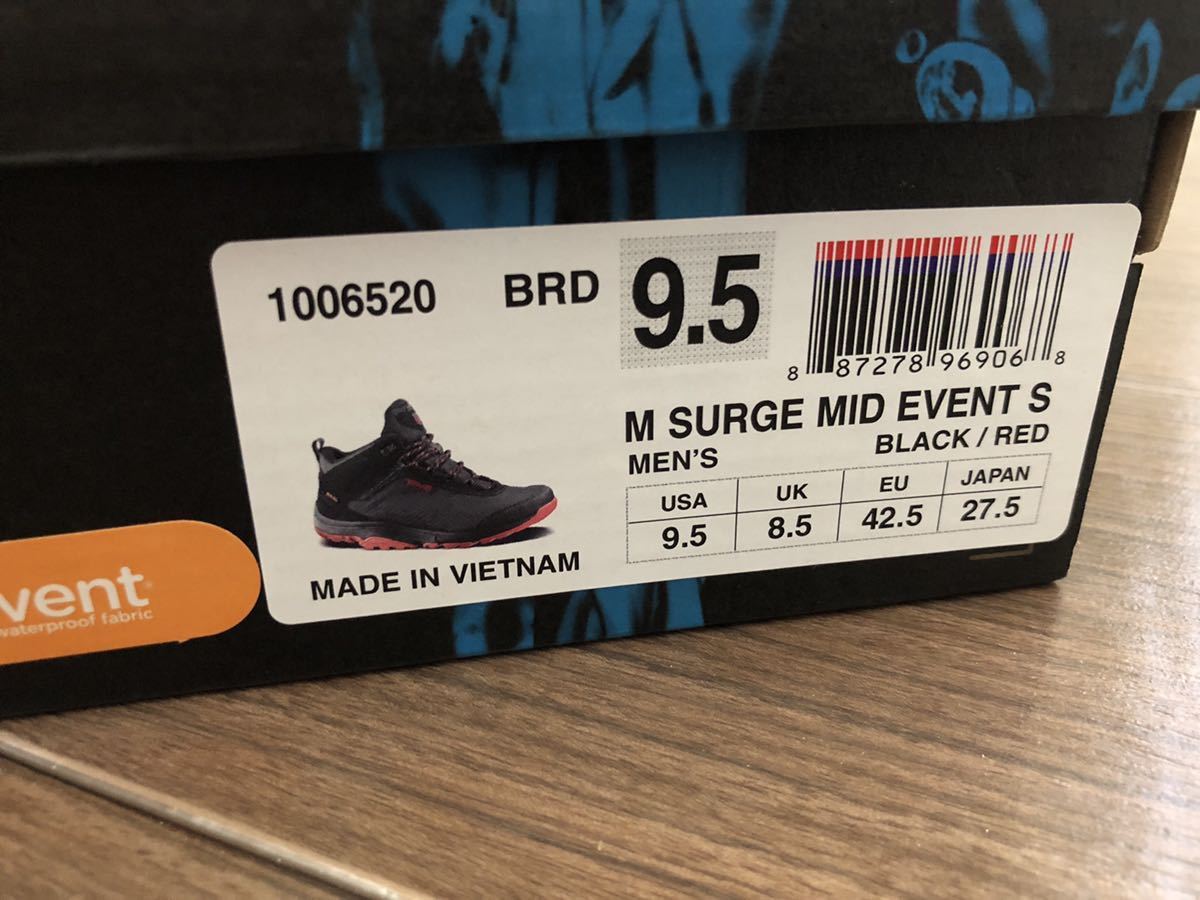 1006520 BRD 9.5
8 87278 96906 8
M SURGE MID EVENT S
MEN'S BLACK / RED
USA UK EU JAPAN
9.5 8.5 42.5 27.5
MADE IN VIETNAM
vent
waterproof fabric